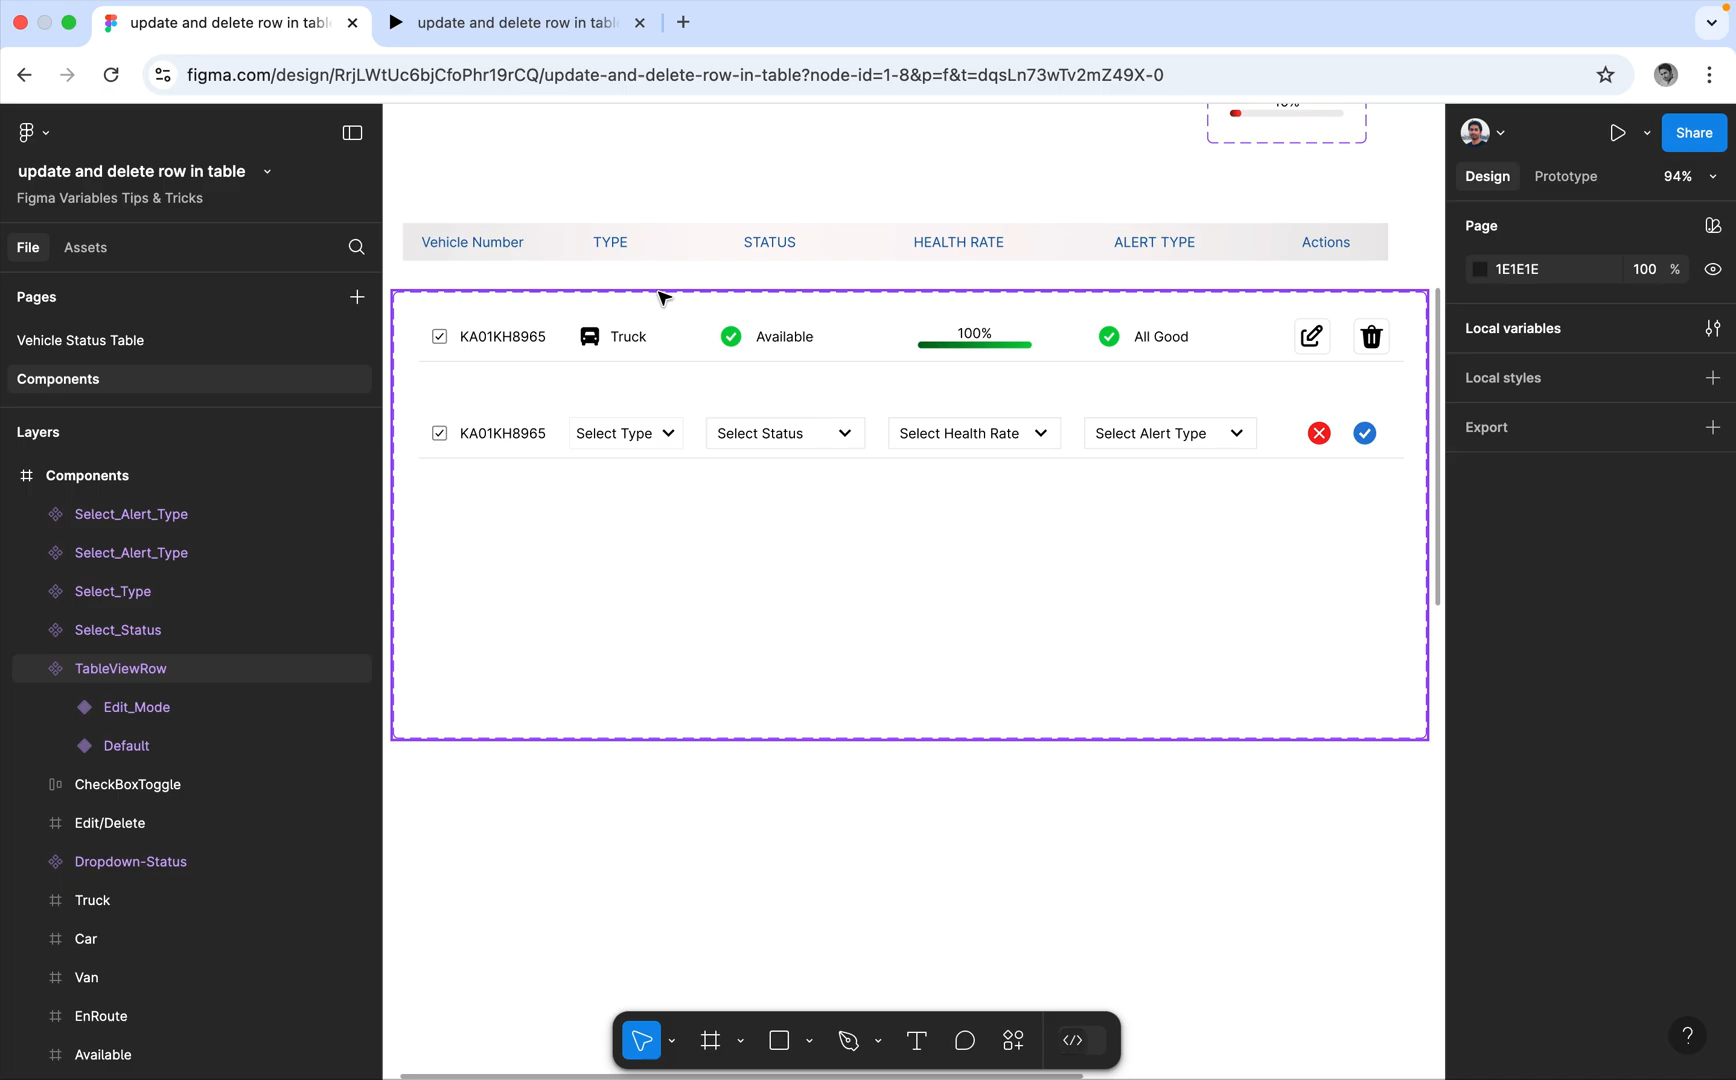 update and delete row in tabl
update and delete row in tabl
figma.com/design/RrjLWtUc6bjCfoPhr19rCQ/update-and-delete-row-in-table?node-id=1-8&p=f&t=dqsLn73wTv2mZ49X-0
update and delete row in table
Figma Variables Tips & Tricks
File
Assets
Pages
Vehicle Status Table
Components
Layers
Components
Select_Alert_Type
Select_Alert_Type
Select_Type
Select_Status
TableViewRow
Edit_Mode
Default
CheckBoxToggle
Edit/Delete
Dropdown-Status
Truck
Car
Van
EnRoute
Available
Vehicle Number TYPE STATUS HEALTH RATE ALERT TYPE Actions
KA01KH8965 Truck Available 100% All Good
KA01KH8965 Select Type Select Status Select Health Rate Select Alert Type
Share
Design Prototype 94%
Page
1E1E1E 100 %
Local variables
Local styles
Export
?